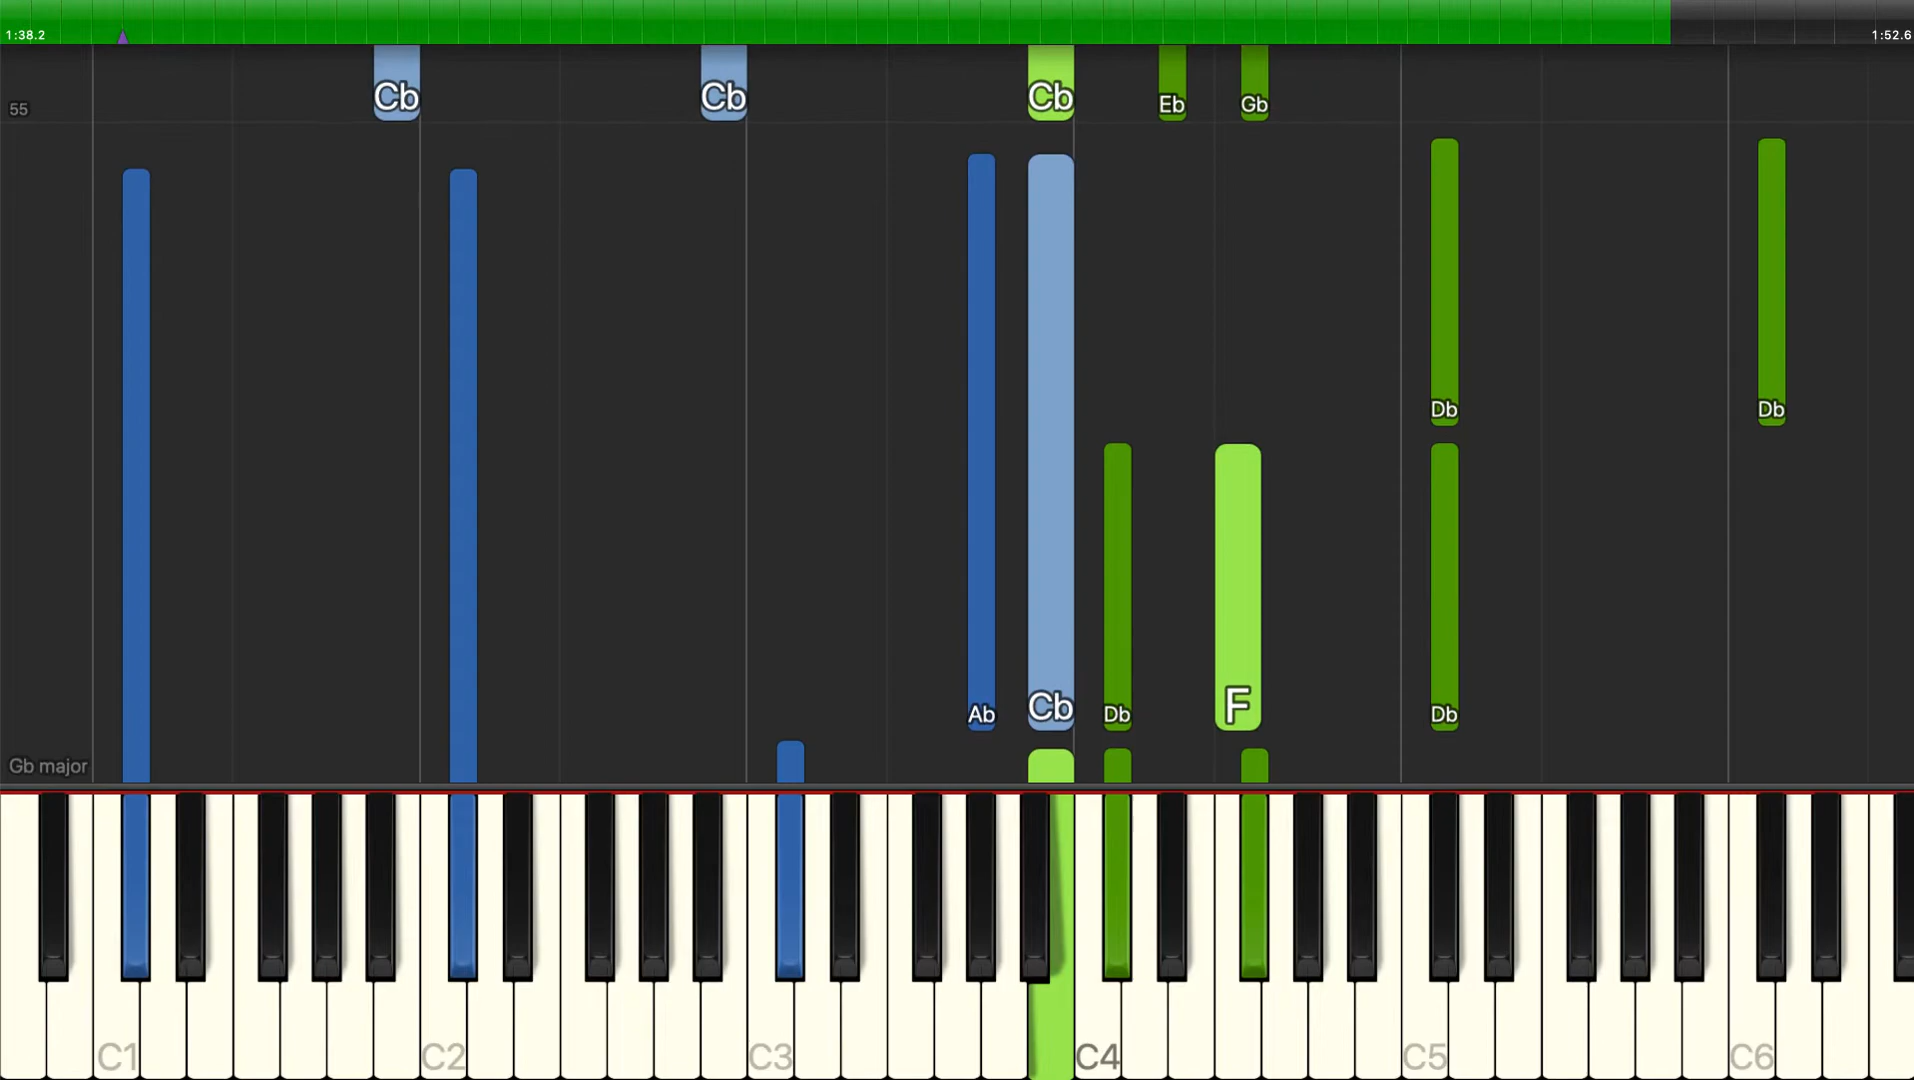 1:38.2 1:52.6
Cb Cb Cb Eb Gb
55
Db Db
Ab Cb Db F Db
Gb major
C1 C2 C3 C4 C5 C6